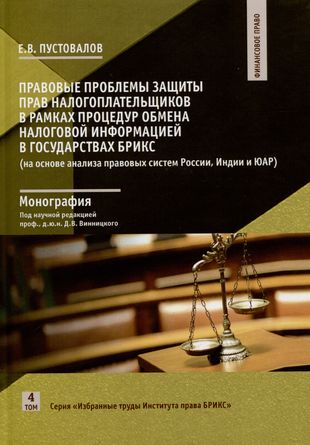 Е.В. ПУСТОВАЛОВ
ФИНАНСОВОЕ ПРАВО
ПРАВОВЫЕ ПРОБЛЕМЫ ЗАЩИТЫ
ПРАВ НАЛОГОПЛАТЕЛЬЩИКОВ
В РАМКАХ ПРОЦЕДУР ОБМЕНА
НАЛОГОВОЙ ИНФОРМАЦИЕЙ
В ГОСУДАРСТВАХ БРИКС
(на основе анализа правовых систем России, Индии и ЮАР)
Монография
Под научной редакцией
проф., д.ю.н. Д.В. Винницкого
4
ТОМ
Серия «Избранные труды Института права БРИКС»